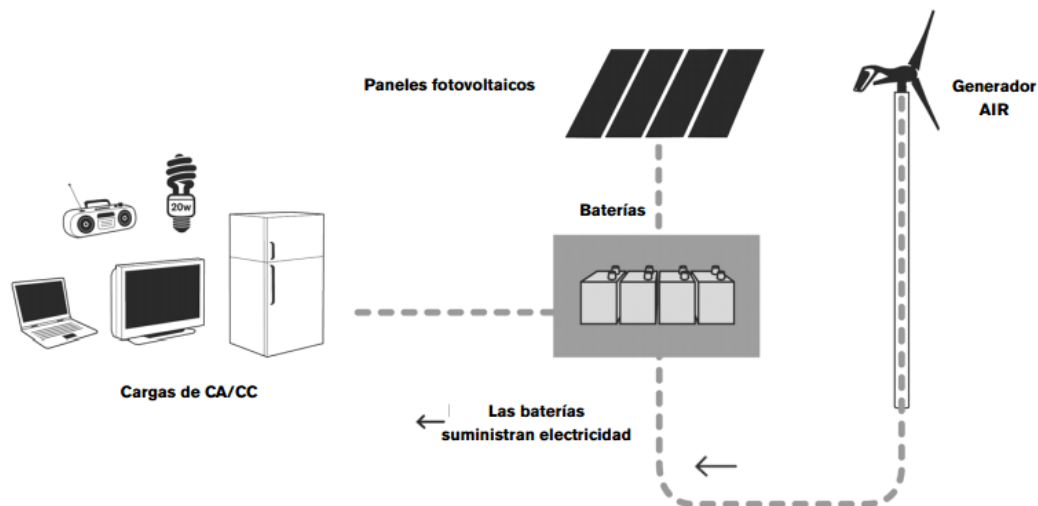 Paneles fotovoltaicos
Generador
AIR
20w
Baterías
Cargas de CA/CC
Las baterías
suministran electricidad